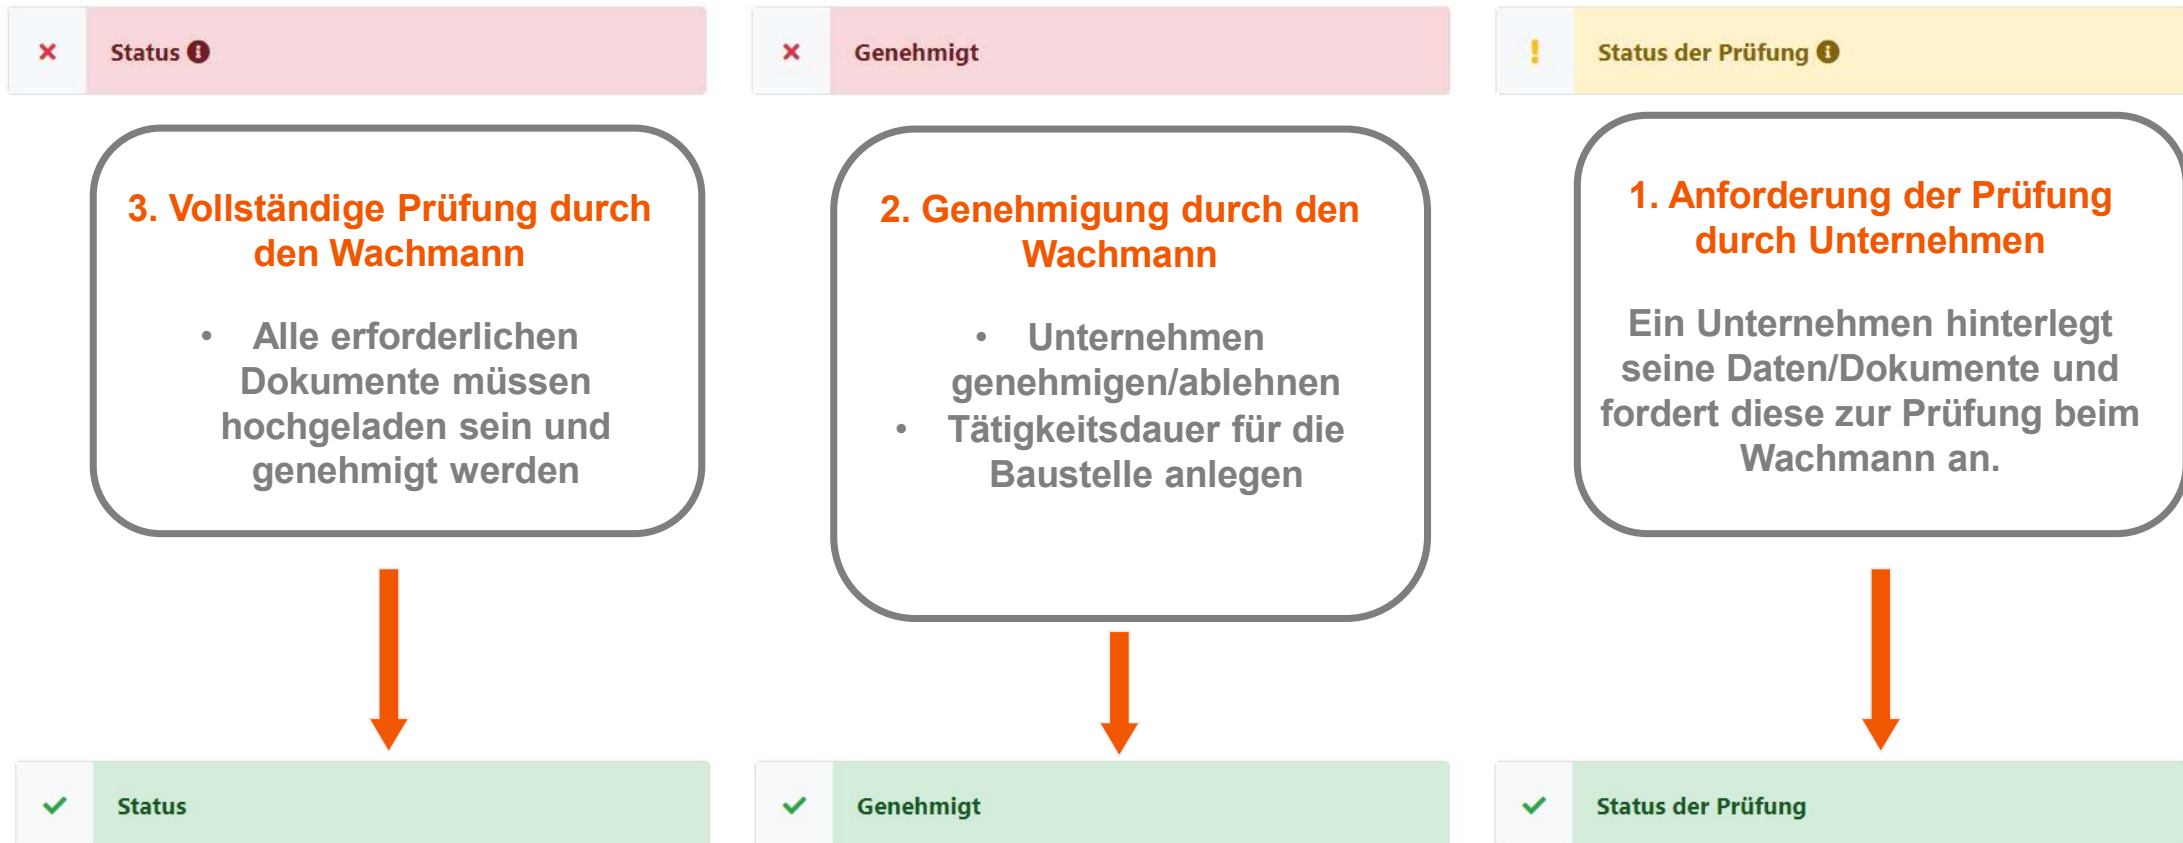 Status
Genehmigt
Status der Prüfung
3. Vollständige Prüfung durch
den Wachmann
• Alle erforderlichen
Dokumente müssen
hochgeladen sein und
genehmigt werden
2. Genehmigung durch den
Wachmann
• Unternehmen
genehmigen/ablehnen
• Tätigkeitsdauer für die
Baustelle anlegen
1. Anforderung der Prüfung
durch Unternehmen
Ein Unternehmen hinterlegt
seine Daten/Dokumente und
fordert diese zur Prüfung beim
Wachmann an.
Status
Genehmigt
Status der Prüfung